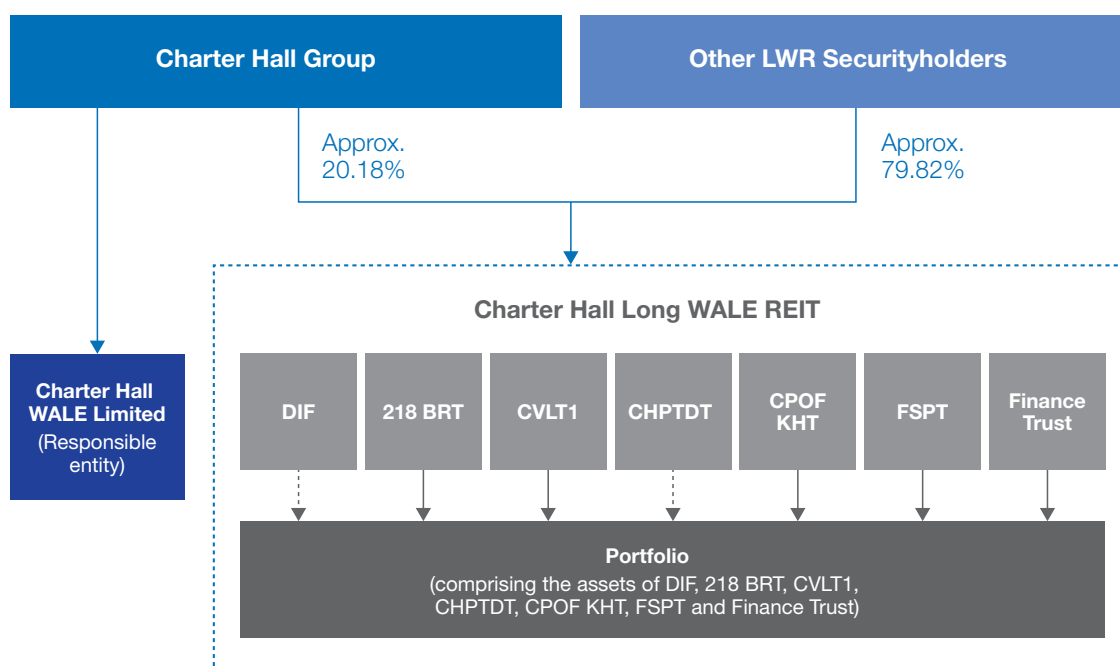 Charter Hall Group
Other LWR Securityholders
Approx.
20.18%
Approx.
79.82%
Charter Hall Long WALE REIT
Charter Hall
WALE Limited
(Responsible
entity)
DIF
218 BRT
CVLT1
CHPTDT
CPOF
KHT
FSPT
Finance
Trust
Portfolio
(comprising the assets of DIF, 218 BRT, CVLT1,
CHPTDT, CPOF KHT, FSPT and Finance Trust)